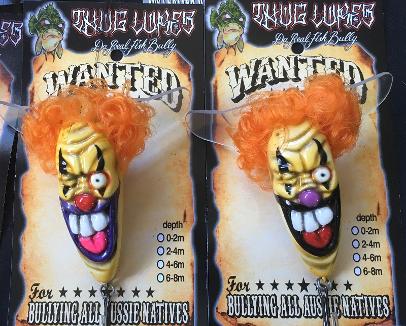 THUG LURES
Da Real Fish Bully
WANTED
depth
0-2m
2-4m
4-6m
6-8m
For
BULLYING ALL AUSSIE NATIVES
THUG LURES
Da Real Fish Bully
WANTED
depth
0-2m
2-4m
4-6m
6-8m
For
BULLYING ALL AUSSIE NATIVES